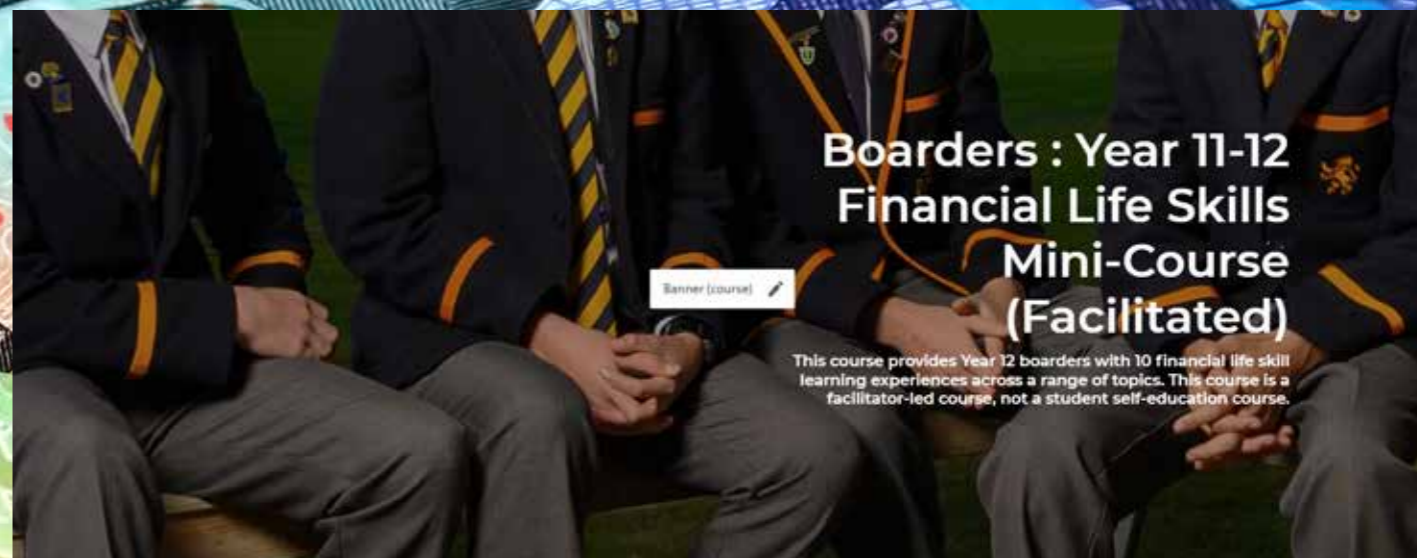 Boarders : Year 11-12
Financial Life Skills
Mini-Course
(Facilitated)
Banner (course)
This course provides Year 12 boarders with 10 financial life skill
learning experiences across a range of topics. This course is a
facilitator-led course, not a student self-education course.